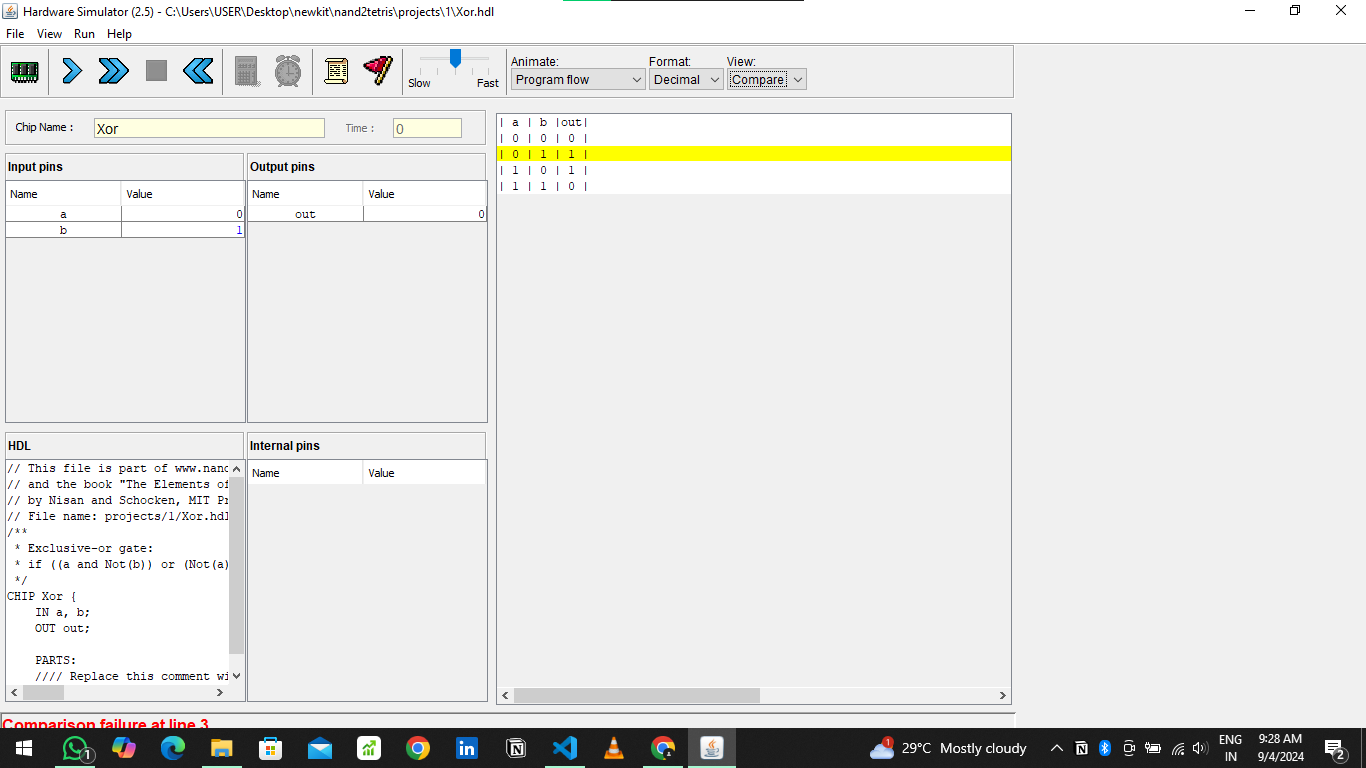 Hardware Simulator (2.5) - C:\Users\USER\Desktop\newkit\nand2tetris\projects\1\Xor.hdl
File View Run Help
Slow Fast
Animate: Format: View:
Program flow Decimal Compare
Chip Name : Xor Time : 0
Input pins
Name Value
a 0
b 1
Output pins
Name Value
out 0
| a | b |out|
| 0 | 0 | 0 |
| 0 | 1 | 1 |
| 1 | 0 | 1 |
| 1 | 1 | 0 |
HDL
// This file is part of www.nand
// and the book "The Elements of
// by Nisan and Schocken, MIT Pr
// File name: projects/1/Xor.hdl
/**
* Exclusive-or gate:
* if ((a and Not(b)) or (Not(a)
*/
CHIP Xor {
IN a, b;
OUT out;
PARTS:
//// Replace this comment wi
Internal pins
Name Value
Comparison failure at line 3
1
1
29°C Mostly cloudy
ENG
IN
9:28 AM
9/4/2024
2